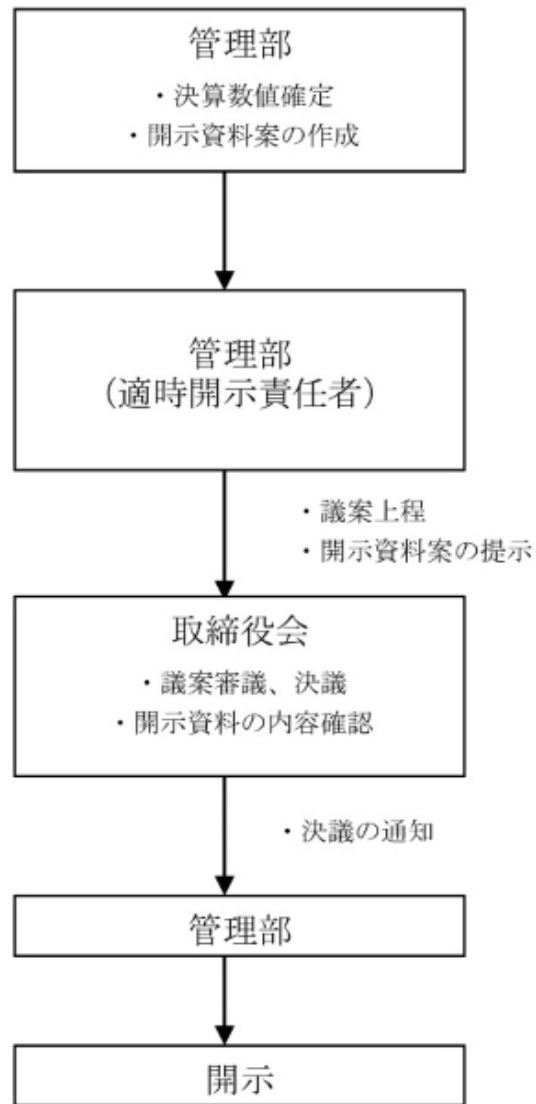 管理部
・決算数値確定
・開示資料案の作成
管理部
（適時開示責任者）
・議案上程
・開示資料案の提示
取締役会
・議案審議、決議
・開示資料の内容確認
・決議の通知
管理部
開示